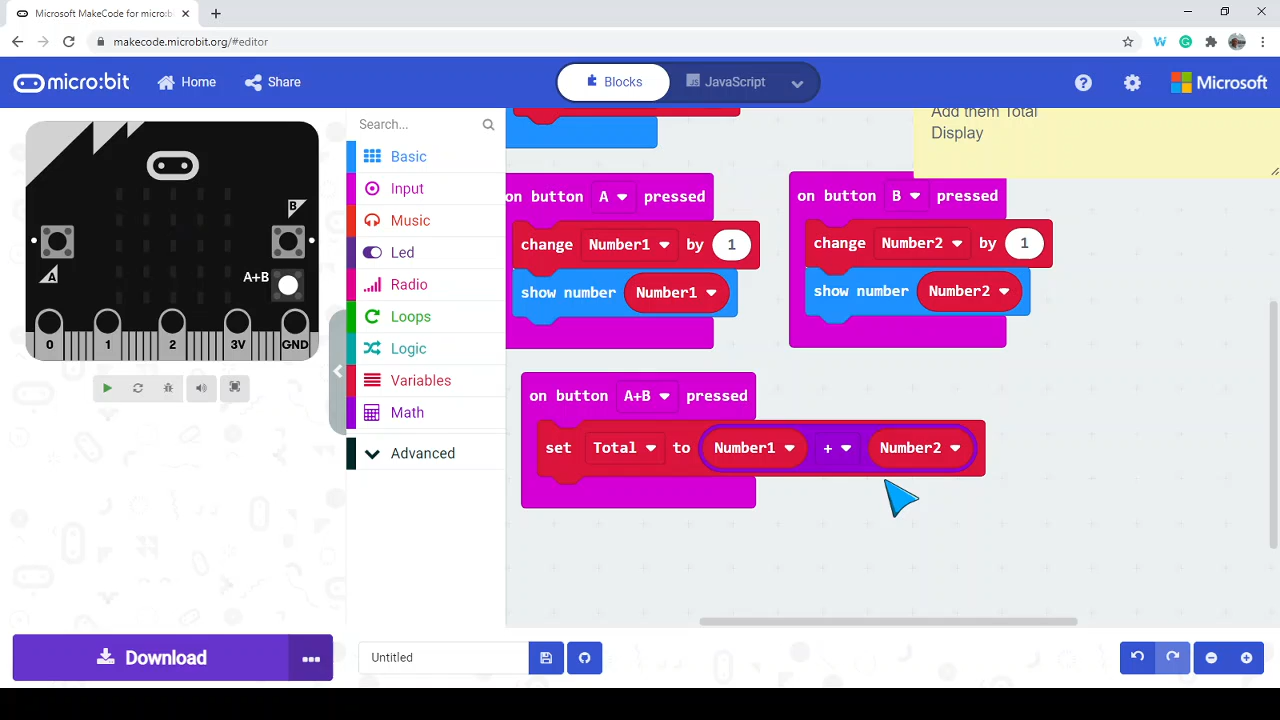 Microsoft MakeCode for micro:b
makecode.microbit.org/#editor
micro:bit
Home
Share
Blocks
JS JavaScript
Microsoft
Search...
Basic
Input
Music
Led
Radio
Loops
Logic
Variables
Math
Advanced
B
A
A+B
0 1 2 3V GND
Add them Total
Display
on button A pressed
change Number1 by 1
show number Number1
on button B pressed
change Number2 by 1
show number Number2
on button A+B pressed
set Total to Number1 + Number2
Download
Untitled